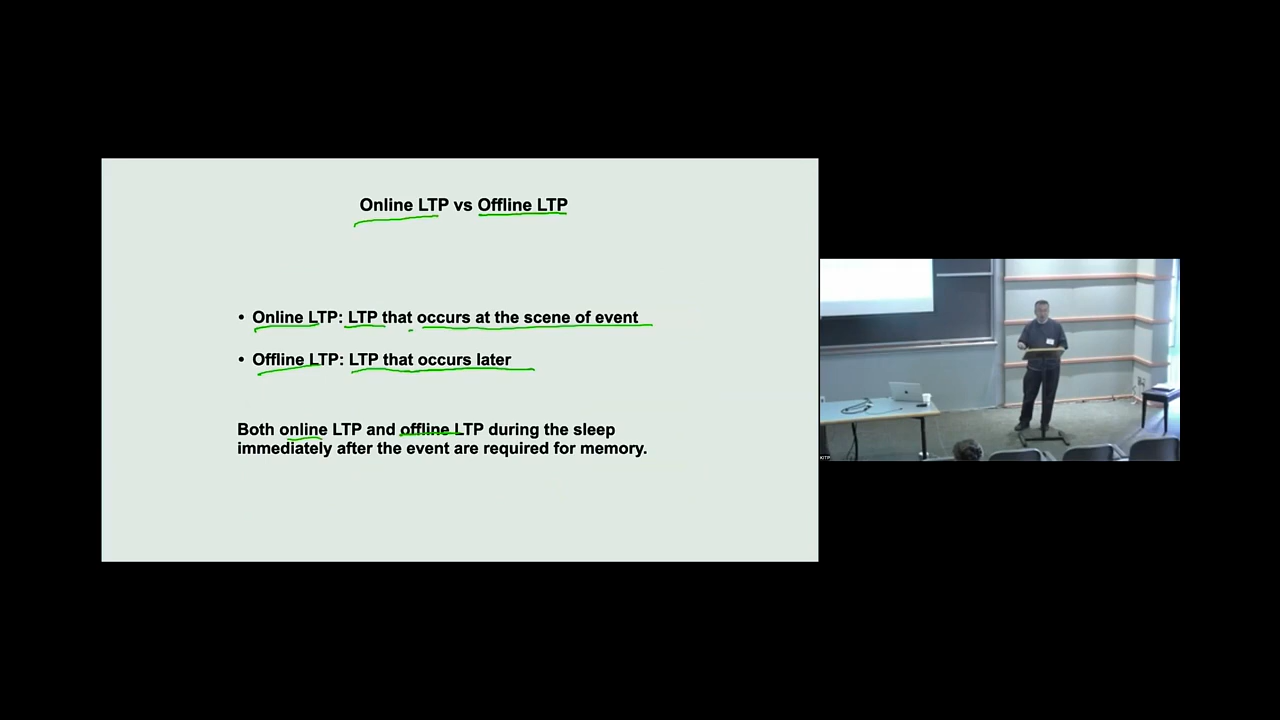 Online LTP vs Offline LTP
• Online LTP: LTP that occurs at the scene of event
• Offline LTP: LTP that occurs later
Both online LTP and offline LTP during the sleep
immediately after the event are required for memory.
KITP